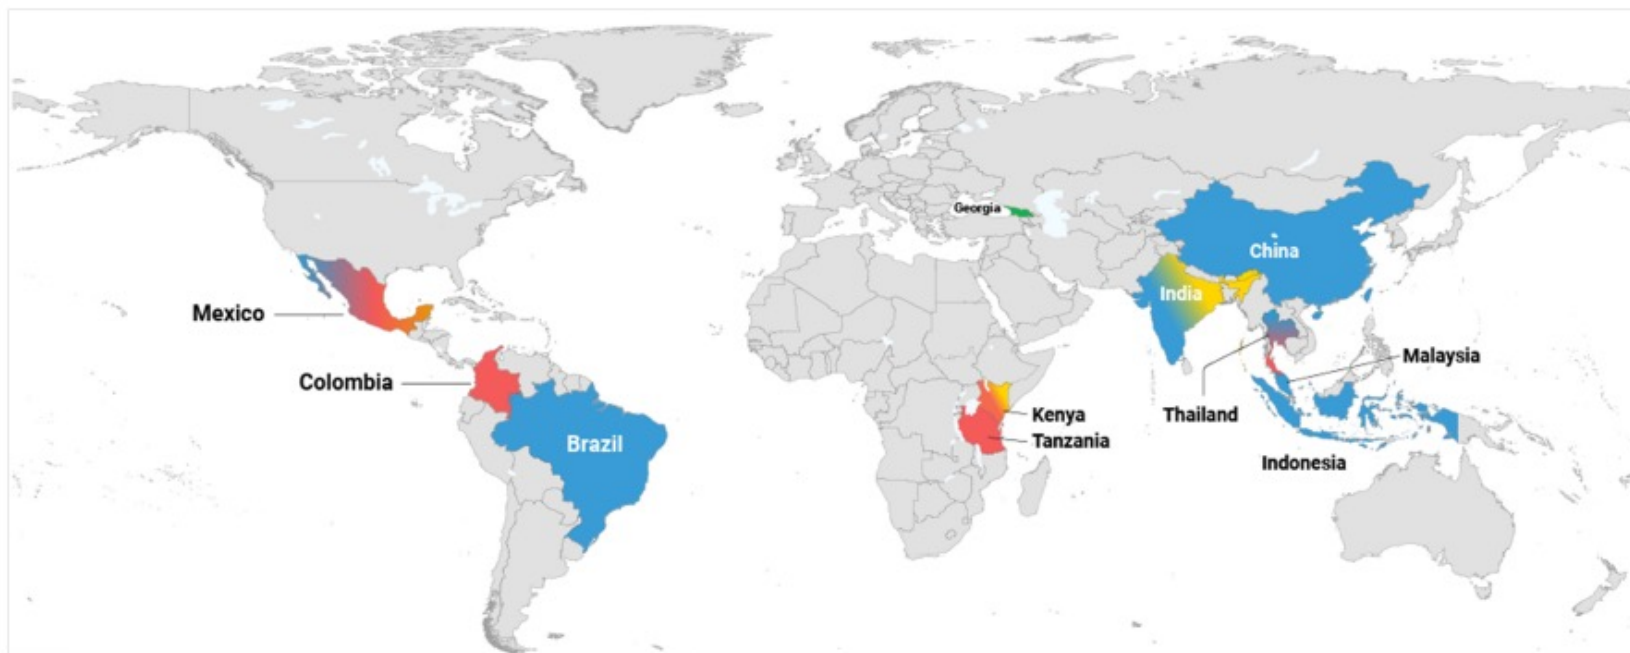 Georgia
China
India
Mexico
Malaysia
Colombia
Kenya
Thailand
Brazil
Tanzania
Indonesia